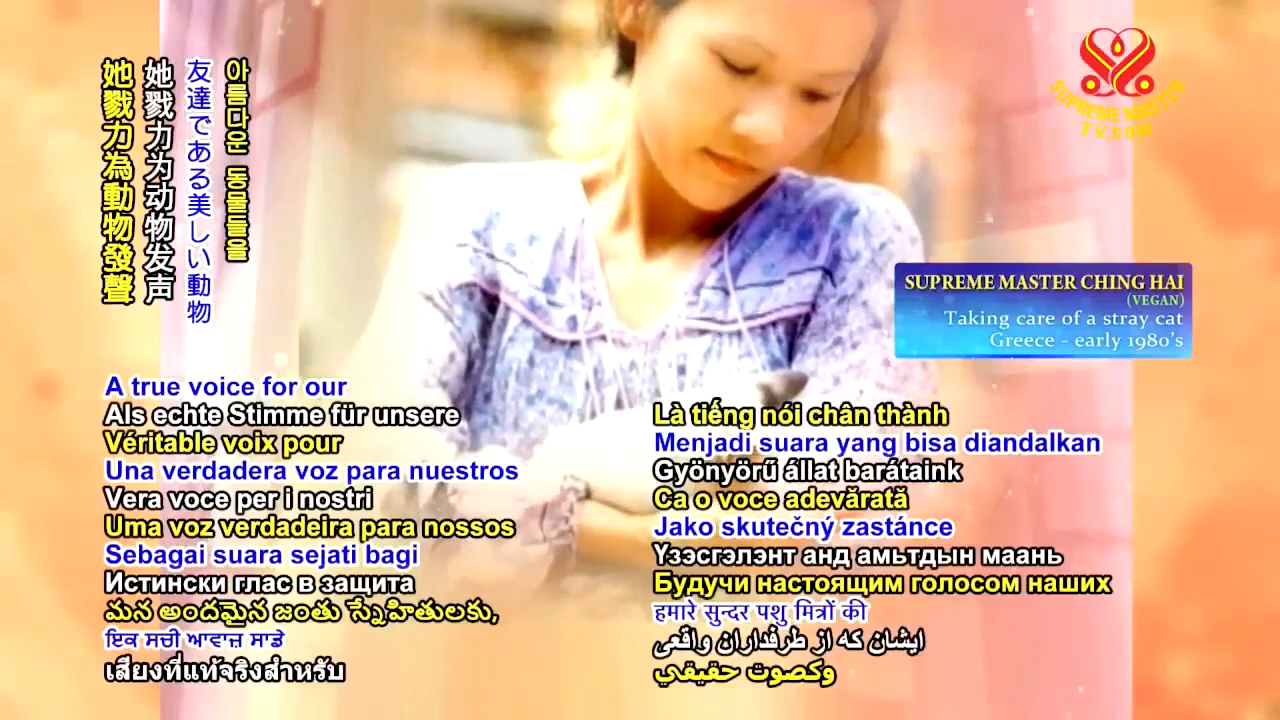 아름다운 동물들을
友達である美しい動物
她戮力为动物发声
她戮力為動物發聲
SUPREME MASTER
TV.COM
SUPREME MASTER CHING HAI
(VEGAN)
Taking care of a stray cat
Greece - early 1980's
A true voice for our
Als echte Stimme für unsere
Véritable voix pour
Una verdadera voz para nuestros
Vera voce per i nostri
Uma voz verdadeira para nossos
Sebagai suara sejati bagi
Истински глас в защита
మన అందమైన జంతు స్నేహితులకు,
ਇਕ ਸਚੀ ਆਵਾਜ਼ ਸਾਡੇ
เสียงที่แท้จริงสำหรับ
Là tiếng nói chân thành
Menjadi suara yang bisa diandalkan
Gyönyörű állat barátaink
Ca o voce adevărată
Jako skutečný zastánce
Үзэсгэлэнт анд амьтдын маань
Будучи настоящим голосом наших
हमारे सुन्दर पशु मित्रों की
ایشان که از طرفداران واقعی
وكصوت حقيقي